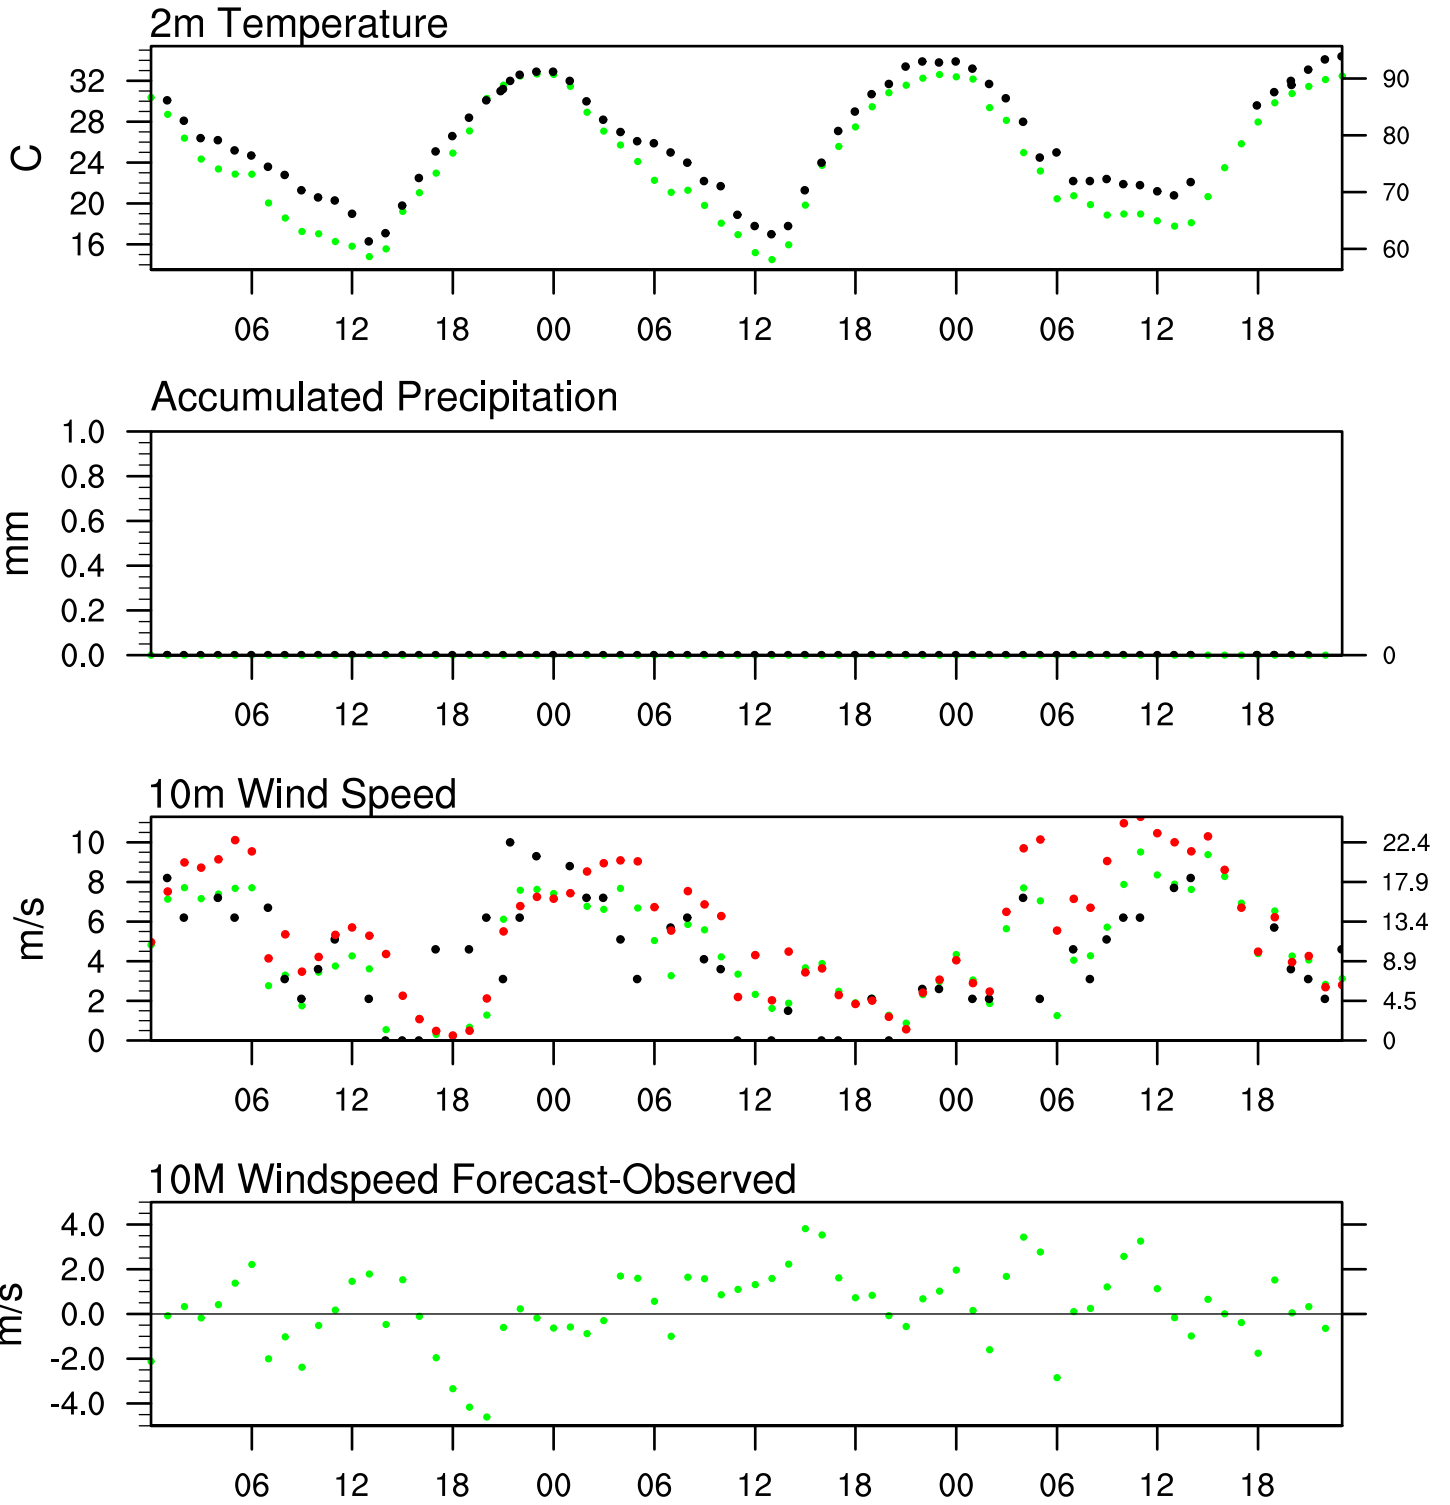 2m Temperature
32
28
24
20
16
C
90
80
70
60
06 12 18 00 06 12 18 00 06 12 18
Accumulated Precipitation
1.0
0.8
0.6
0.4
0.2
0.0
mm
0
06 12 18 00 06 12 18 00 06 12 18
10m Wind Speed
10
8
6
4
2
0
m/s
22.4
17.9
13.4
8.9
4.5
0
06 12 18 00 06 12 18 00 06 12 18
10M Windspeed Forecast-Observed
4.0
2.0
0.0
-2.0
-4.0
m/s
06 12 18 00 06 12 18 00 06 12 18